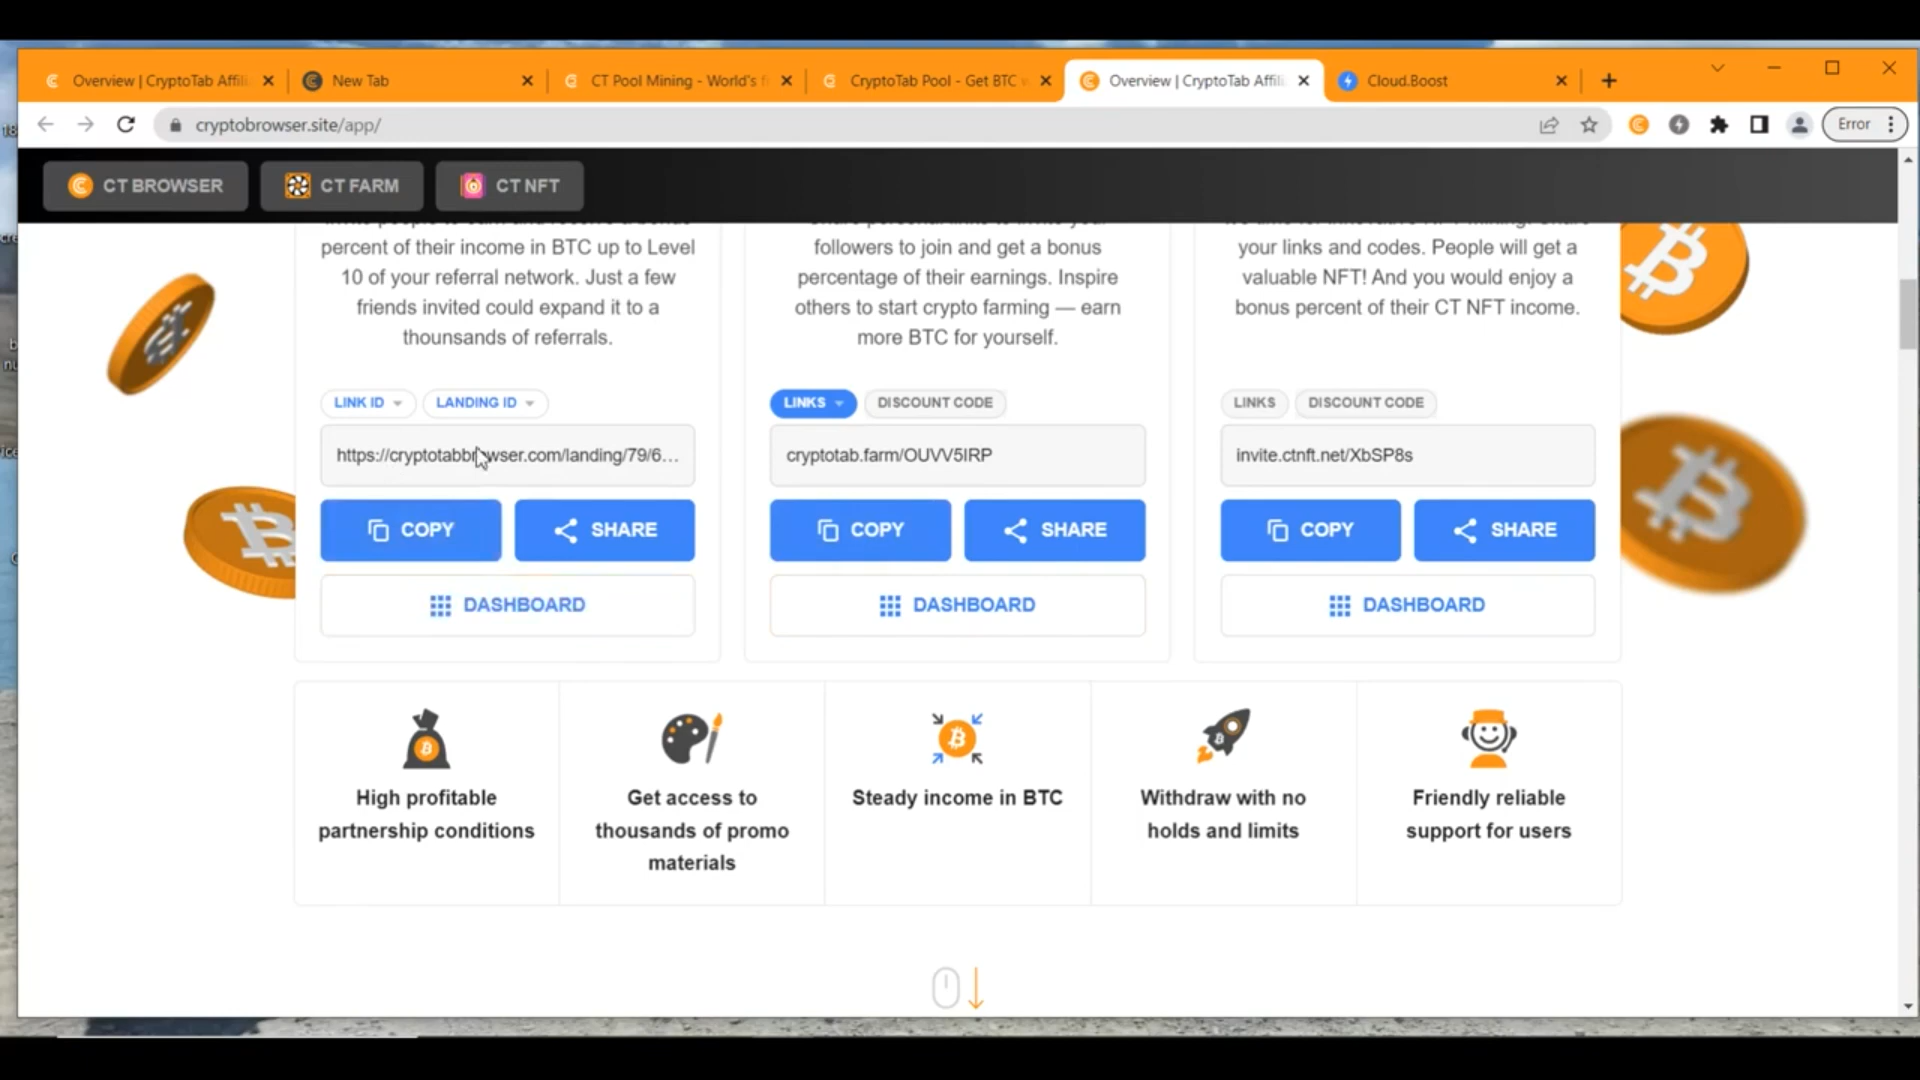 Overview | CryptoTab Affili
New Tab
CT Pool Mining - World's f
CryptoTab Pool - Get BTC w
Overview | CryptoTab Affili
Cloud.Boost
cryptobrowser.site/app/
Error
CT BROWSER
CT FARM
CT NFT
percent of their income in BTC up to Level
10 of your referral network. Just a few
friends invited could expand it to a
thounsands of referrals.
LINK ID
LANDING ID
https://cryptotabbrowser.com/landing/79/6...
COPY
SHARE
DASHBOARD
followers to join and get a bonus
percentage of their earnings. Inspire
others to start crypto farming — earn
more BTC for yourself.
LINKS
DISCOUNT CODE
cryptotab.farm/OUVV5IRP
COPY
SHARE
DASHBOARD
your links and codes. People will get a
valuable NFT! And you would enjoy a
bonus percent of their CT NFT income.
LINKS
DISCOUNT CODE
invite.ctnft.net/XbSP8s
COPY
SHARE
DASHBOARD
High profitable
partnership conditions
Get access to
thousands of promo
materials
Steady income in BTC
Withdraw with no
holds and limits
Friendly reliable
support for users